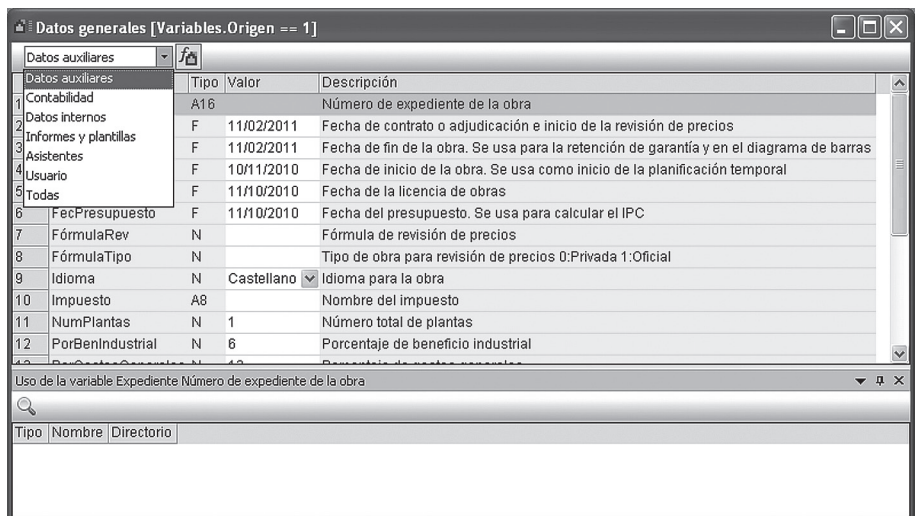 Datos generales [Variables.Origen == 1]
Datos auxiliares
Tipo Valor Descripción
Datos auxiliares
Contabilidad
Datos internos
Informes y plantillas
Asistentes
Usuario
Todas
1 A16 Número de expediente de la obra
2 F 11/02/2011 Fecha de contrato o adjudicación e inicio de la revisión de precios
3 F 11/02/2011 Fecha de fin de la obra. Se usa para la retención de garantía y en el diagrama de barras
4 F 10/11/2010 Fecha de inicio de la obra. Se usa como inicio de la planificación temporal
5 F 11/10/2010 Fecha de la licencia de obras
6 FecPresupuesto F 11/10/2010 Fecha del presupuesto. Se usa para calcular el IPC
7 FórmulaRev N Fórmula de revisión de precios
8 FórmulaTipo N Tipo de obra para revisión de precios 0:Privada 1:Oficial
9 Idioma N Castellano Idioma para la obra
10 Impuesto A8 Nombre del impuesto
11 NumPlantas N 1 Número total de plantas
12 PorBenIndustrial N 6 Porcentaje de beneficio industrial
Uso de la variable Expediente Número de expediente de la obra
Tipo Nombre Directorio